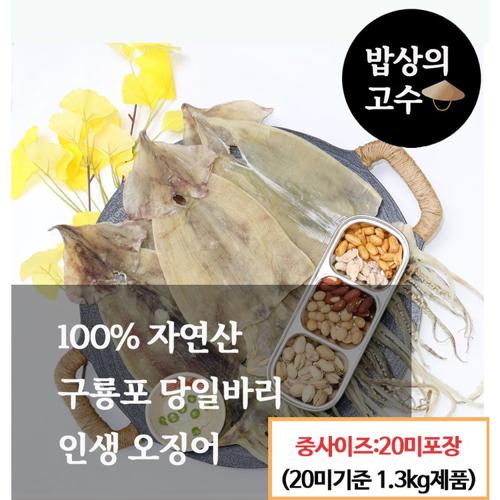 밥상의
고수
100% 자연산
구룡포 당일바리
인생 오징어
중사이즈:20미포장
(20미기준 1.3kg제품)